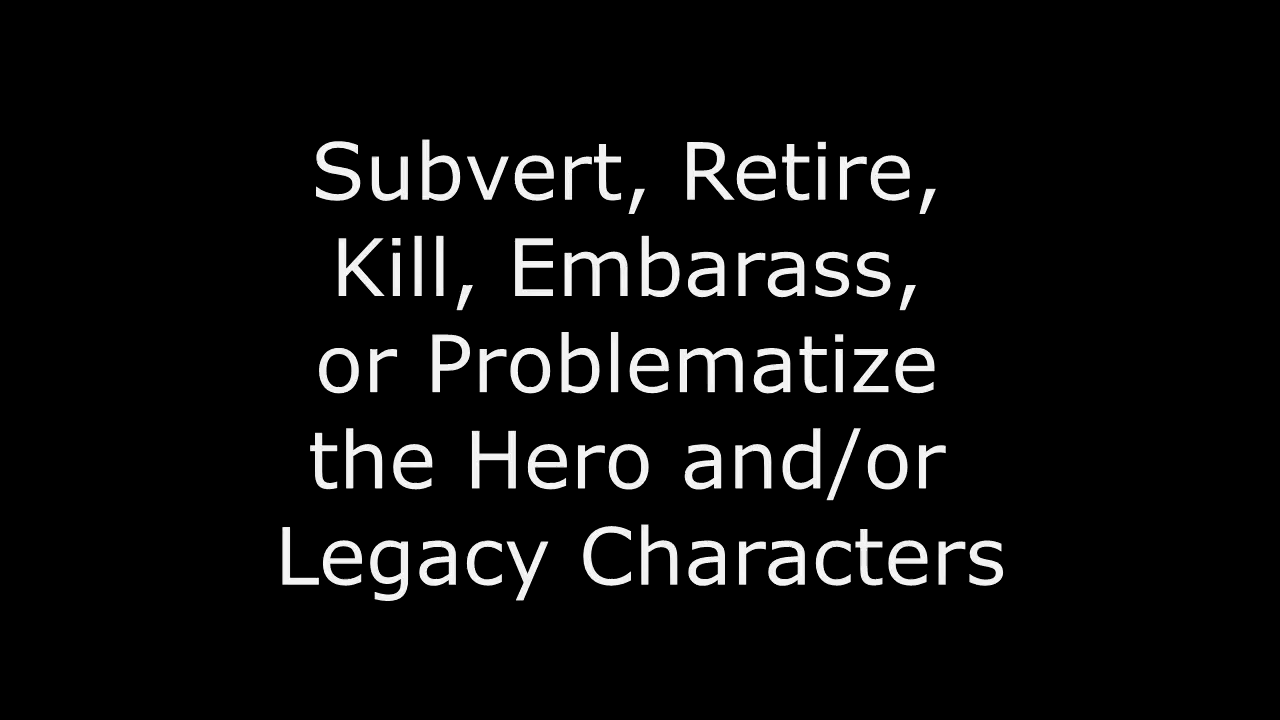 Subvert, Retire,
Kill, Embarass,
or Problematize
the Hero and/or
Legacy Characters